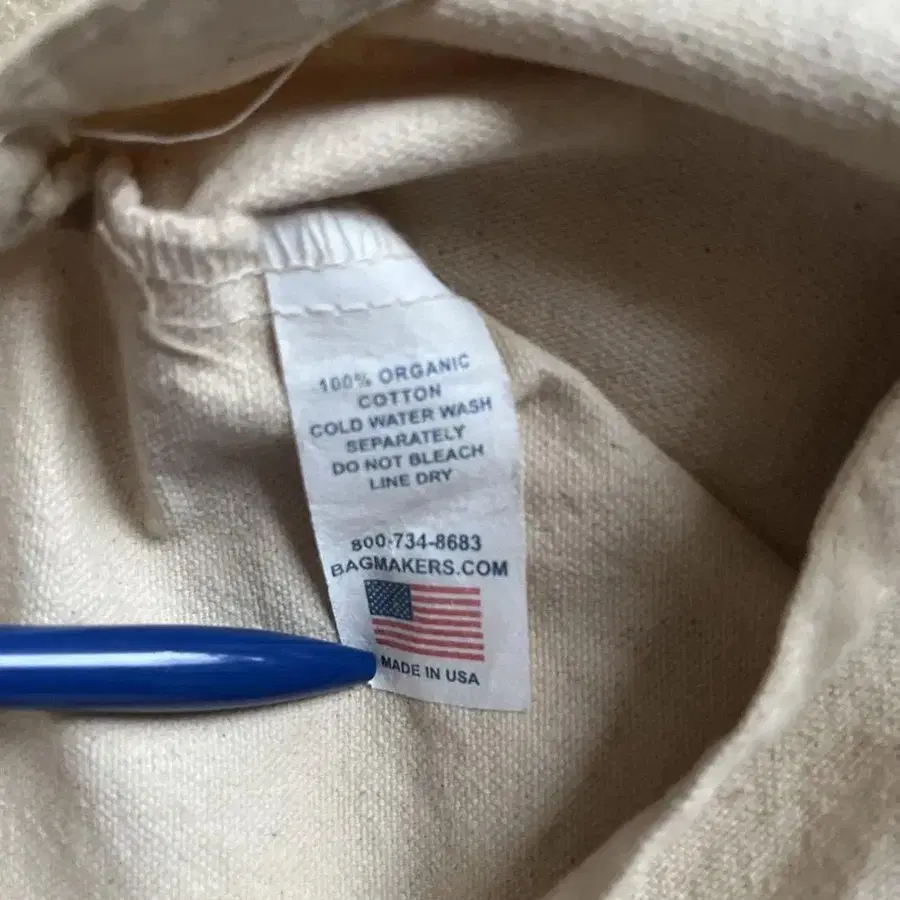 100% ORGANIC
COTTON
COLD WATER WASH
SEPARATELY
DO NOT BLEACH
LINE DRY
800-734-8683
BAGMAKERS.COM
MADE IN USA